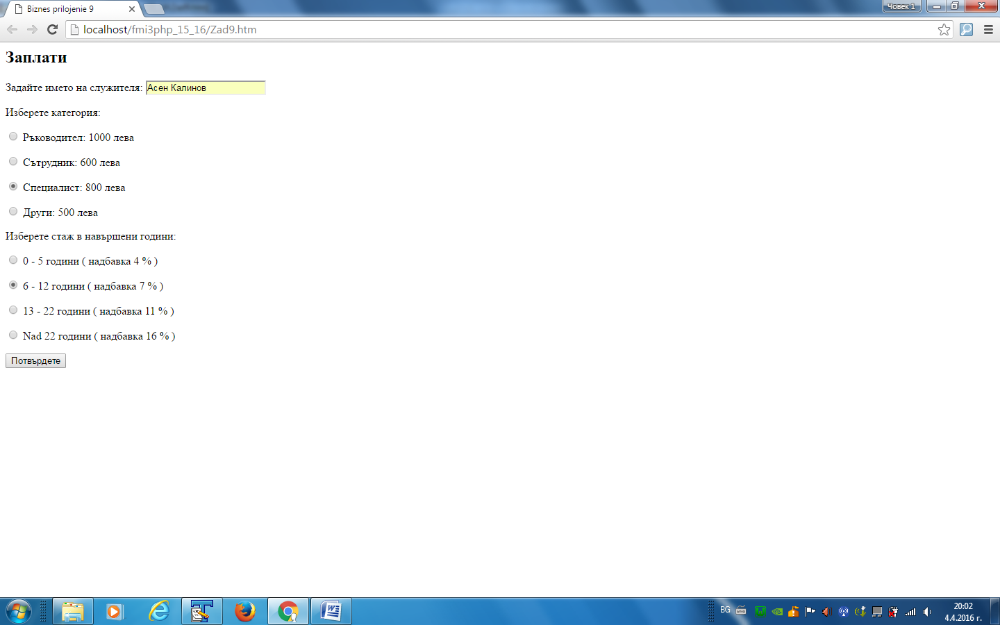 Biznes prilojenie 9
Човек 1
localhost/fmi3php_15_16/Zad9.htm
Заплати
Задайте името на служителя: Асен Калинов
Изберете категория:
Ръководител: 1000 лева
Сътрудник: 600 лева
Специалист: 800 лева
Други: 500 лева
Изберете стаж в навършени години:
0 - 5 години ( надбавка 4 % )
6 - 12 години ( надбавка 7 % )
13 - 22 години ( надбавка 11 % )
Nad 22 години ( надбавка 16 % )
Потвърдете
BG
20:02
4.4.2016 г.